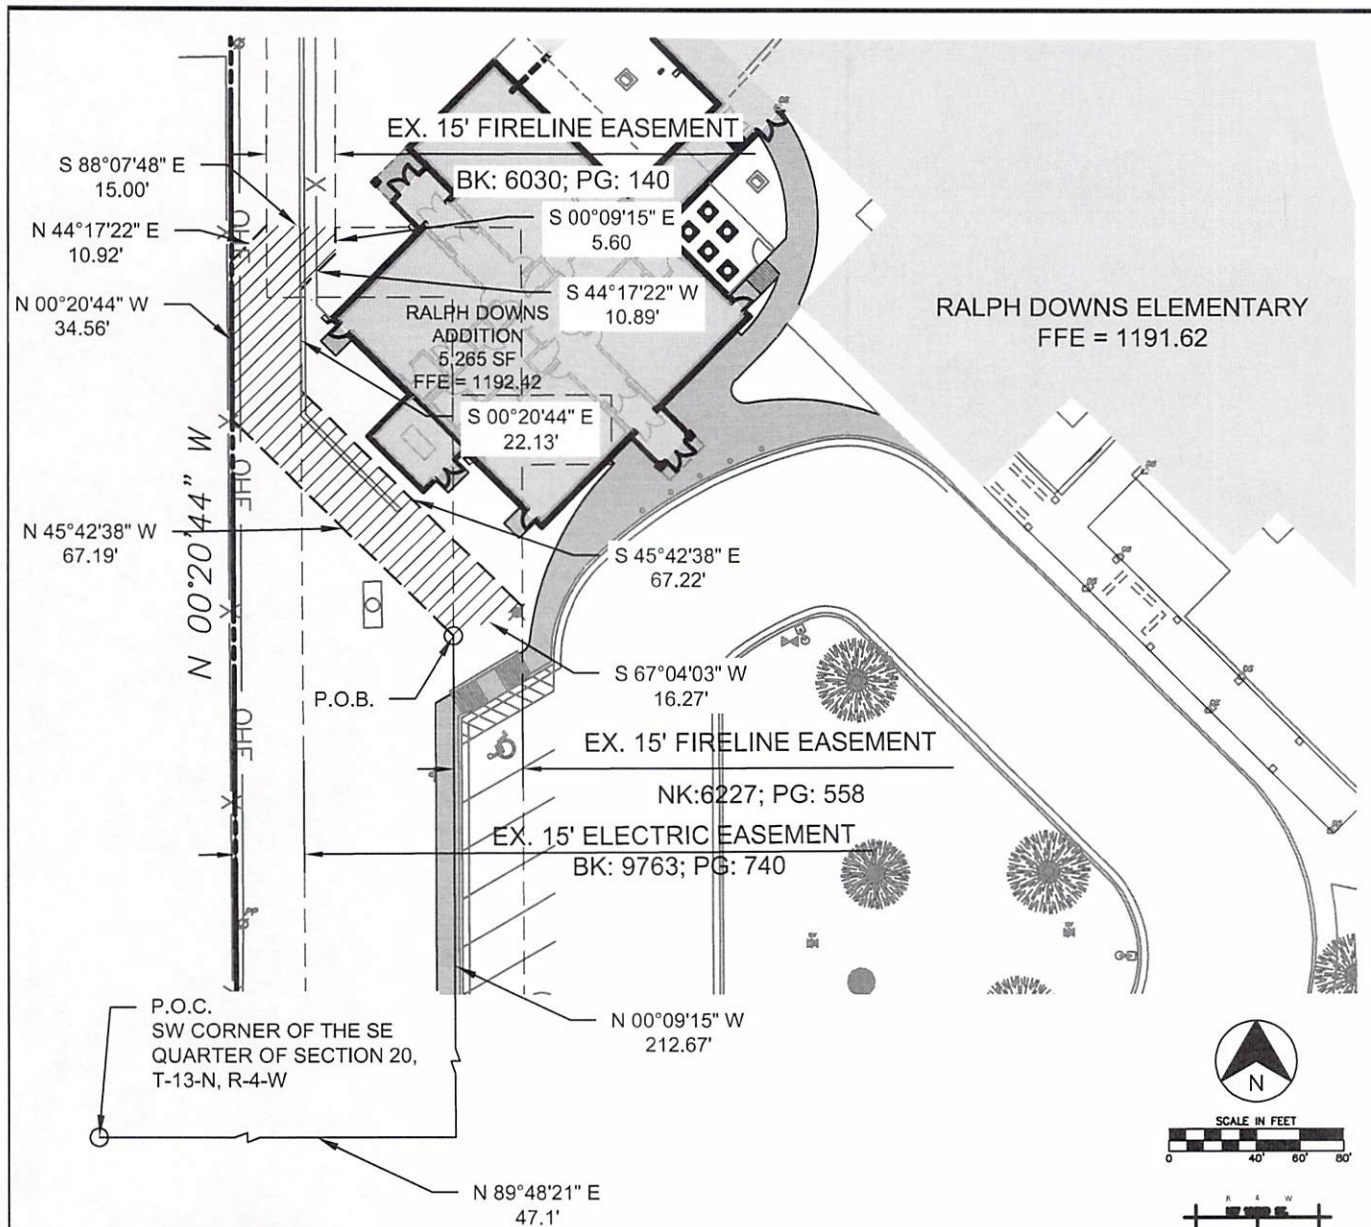 EX. 15' FIRELINE EASEMENT
BK: 6030; PG: 140
S 88°07'48" E
15.00'
N 44°17'22" E
10.92'
S 00°09'15" E
5.60
N 00°20'44" W
34.56'
S 44°17'22" W
10.89'
RALPH DOWNS
ADDITION
5,265 SF
FFE = 1192.42
RALPH DOWNS ELEMENTARY
FFE = 1191.62
S 00°20'44" E
22.13'
OHE
OHE
OHE
N 00°20'44" W
N 45°42'38" W
67.19'
S 45°42'38" E
67.22'
P.O.B.
S 67°04'03" W
16.27'
EX. 15' FIRELINE EASEMENT
NK:6227; PG: 558
EX. 15' ELECTRIC EASEMENT
BK: 9763; PG: 740
N 00°09'15" W
212.67'
P.O.C.
SW CORNER OF THE SE
QUARTER OF SECTION 20,
T-13-N, R-4-W
N 89°48'21" E
47.1'
N
SCALE IN FEET
0 40' 60' 80'
R 4 W